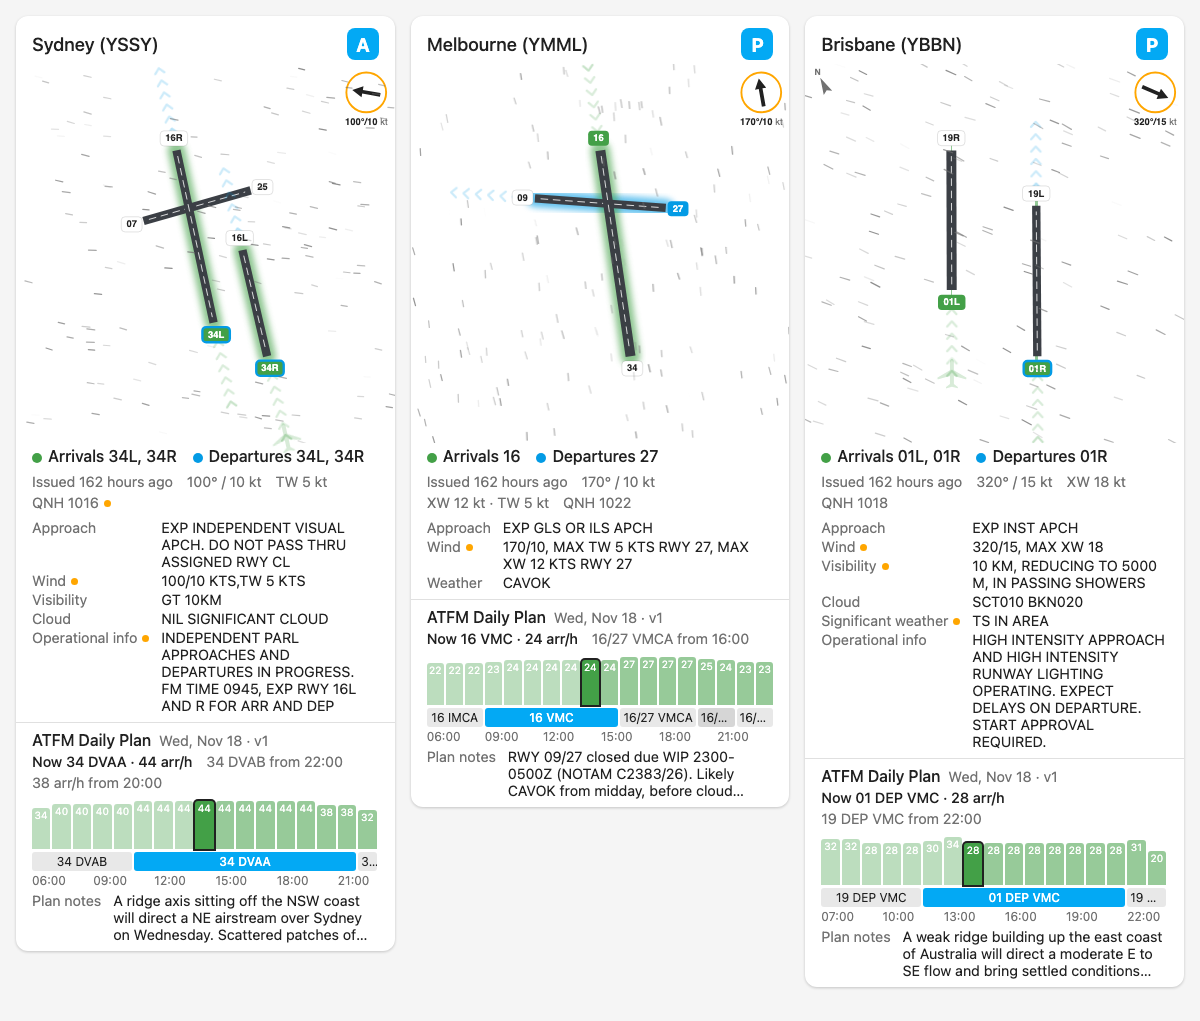 Sydney (YSSY)
A
100°/10 kt
16R
25
07
16L
34L
34R
Arrivals 34L, 34R Departures 34L, 34R
Issued 162 hours ago 100° / 10 kt TW 5 kt
QNH 1016
Approach EXP INDEPENDENT VISUAL
APCH. DO NOT PASS THRU
ASSIGNED RWY CL
Wind 100/10 KTS,TW 5 KTS
Visibility GT 10KM
Cloud NIL SIGNIFICANT CLOUD
Operational info INDEPENDENT PARL
APPROACHES AND
DEPARTURES IN PROGRESS.
FM TIME 0945, EXP RWY 16L
AND R FOR ARR AND DEP
ATFM Daily Plan Wed, Nov 18 · v1
Now 34 DVAA · 44 arr/h 34 DVAB from 22:00
38 arr/h from 20:00
34 40 40 40 40 44 44 44 44 44 44 44 44 44 38 38 32
34 DVAB 34 DVAA 3...
06:00 09:00 12:00 15:00 18:00 21:00
Plan notes A ridge axis sitting off the NSW coast
will direct a NE airstream over Sydney
on Wednesday. Scattered patches of...
Melbourne (YMML)
P
170°/10 kt
16
09
27
34
Arrivals 16 Departures 27
Issued 162 hours ago 170° / 10 kt
XW 12 kt · TW 5 kt QNH 1022
Approach EXP GLS OR ILS APCH
Wind 170/10, MAX TW 5 KTS RWY 27, MAX
XW 12 KTS RWY 27
Weather CAVOK
ATFM Daily Plan Wed, Nov 18 · v1
Now 16 VMC · 24 arr/h 16/27 VMCA from 16:00
22 22 22 23 24 24 24 24 24 24 27 27 27 27 25 24 23 23
16 IMCA 16 VMC 16/27 VMCA 16/... 16/...
06:00 09:00 12:00 15:00 18:00 21:00
Plan notes RWY 09/27 closed due WIP 2300-
0500Z (NOTAM C2383/26). Likely
CAVOK from midday, before cloud...
Brisbane (YBBN)
P
N
320°/15 kt
19R
19L
01L
01R
Arrivals 01L, 01R Departures 01R
Issued 162 hours ago 320° / 15 kt XW 18 kt
QNH 1018
Approach EXP INST APCH
Wind 320/15, MAX XW 18
Visibility 10 KM, REDUCING TO 5000
M, IN PASSING SHOWERS
Cloud SCT010 BKN020
Significant weather TS IN AREA
Operational info HIGH INTENSITY APPROACH
AND HIGH INTENSITY
RUNWAY LIGHTING
OPERATING. EXPECT
DELAYS ON DEPARTURE.
START APPROVAL
REQUIRED.
ATFM Daily Plan Wed, Nov 18 · v1
Now 01 DEP VMC · 28 arr/h
19 DEP VMC from 22:00
32 32 28 28 28 30 34 28 28 28 28 28 28 28 28 31 20
19 DEP VMC 01 DEP VMC 19 ...
07:00 10:00 13:00 16:00 19:00 22:00
Plan notes A weak ridge building up the east coast
of Australia will direct a moderate E to
SE flow and bring settled conditions...